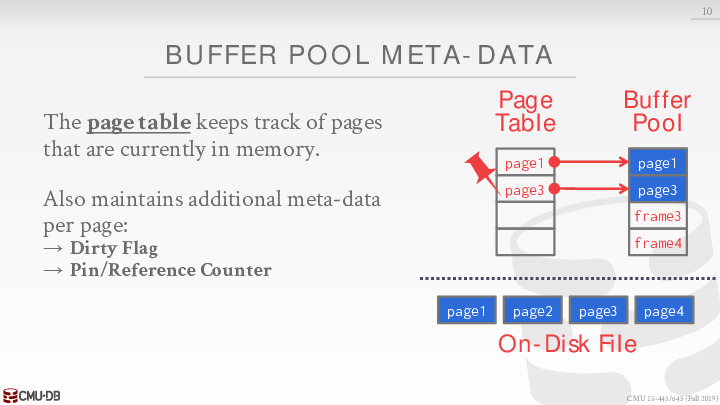 10
BUFFER POOL META-DATA
The page table keeps track of pages
that are currently in memory.
Also maintains additional meta-data
per page:
→ Dirty Flag
→ Pin/Reference Counter
Page
Table
page1
page3
Buffer
Pool
page1
page3
frame3
frame4
page1 page2 page3 page4
On-Disk File
CMU·DB
CMU 15-445/645 (Fall 2019)